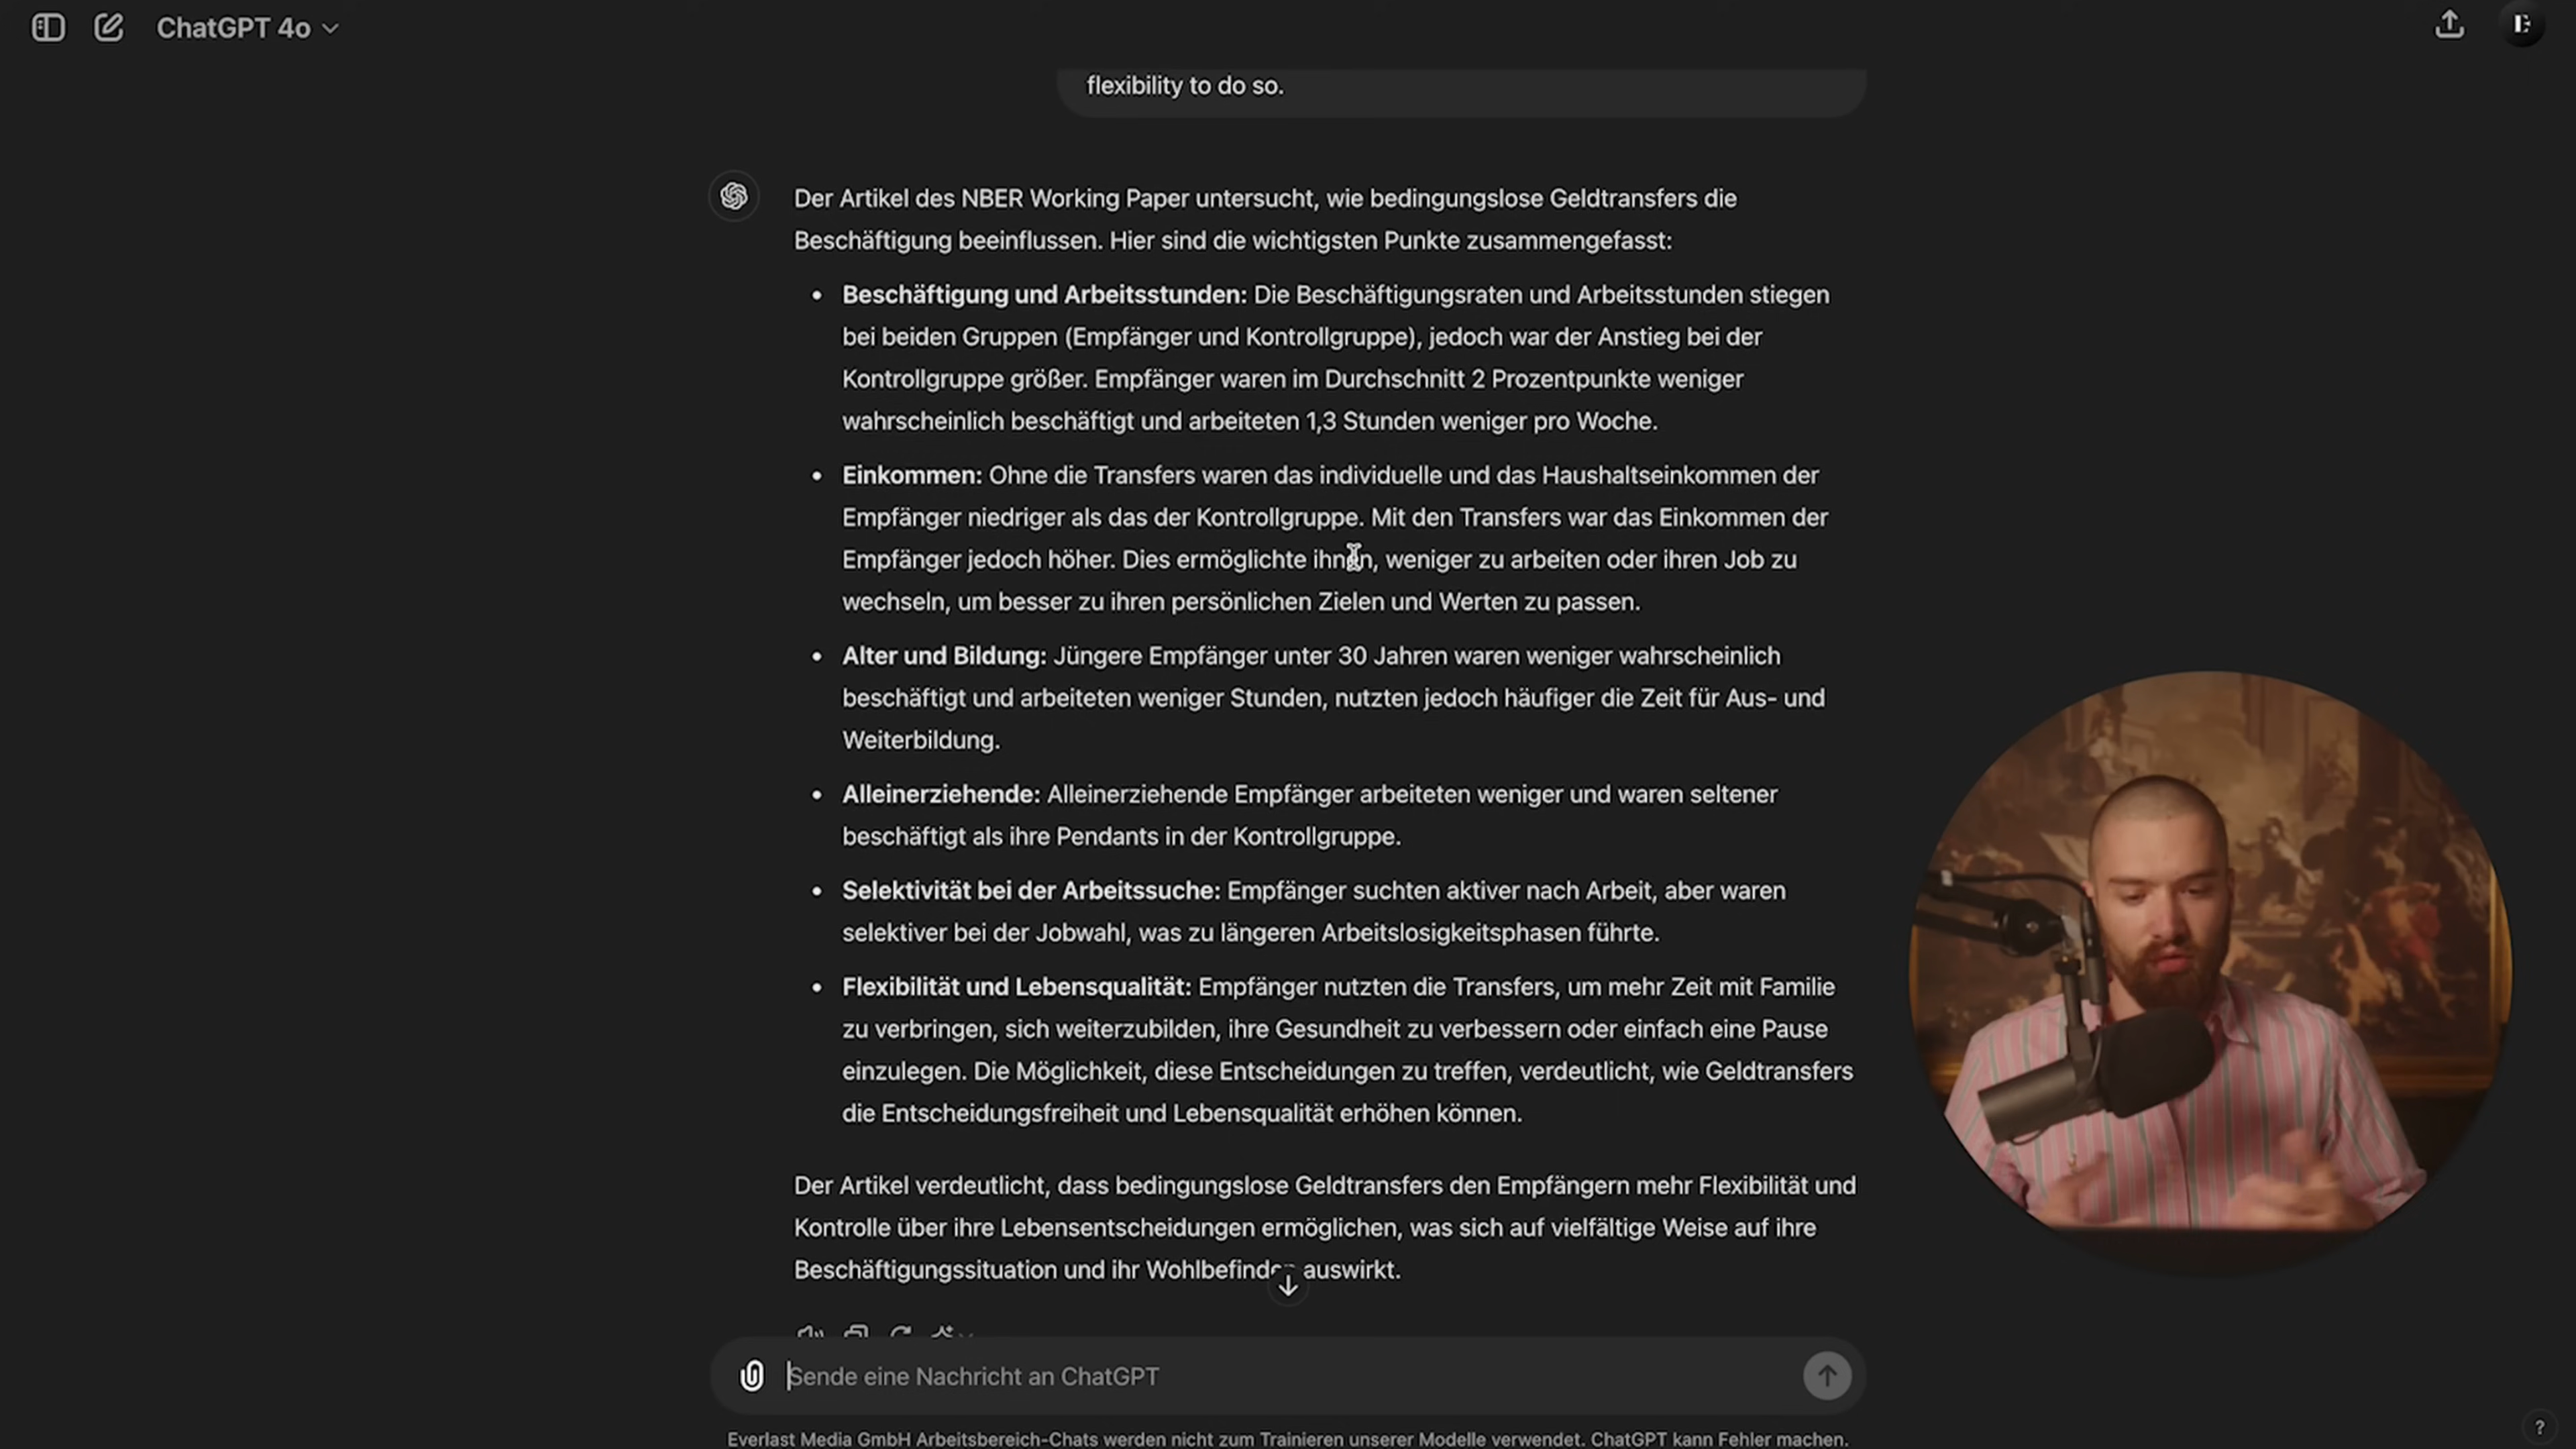 ChatGPT 4o
flexibility to do so.
Der Artikel des NBER Working Paper untersucht, wie bedingungslose Geldtransfers die
Beschäftigung beeinflussen. Hier sind die wichtigsten Punkte zusammengefasst:
• Beschäftigung und Arbeitsstunden: Die Beschäftigungsraten und Arbeitsstunden stiegen
bei beiden Gruppen (Empfänger und Kontrollgruppe), jedoch war der Anstieg bei der
Kontrollgruppe größer. Empfänger waren im Durchschnitt 2 Prozentpunkte weniger
wahrscheinlich beschäftigt und arbeiteten 1,3 Stunden weniger pro Woche.
• Einkommen: Ohne die Transfers waren das individuelle und das Haushaltseinkommen der
Empfänger niedriger als das der Kontrollgruppe. Mit den Transfers war das Einkommen der
Empfänger jedoch höher. Dies ermöglichte ihnen, weniger zu arbeiten oder ihren Job zu
wechseln, um besser zu ihren persönlichen Zielen und Werten zu passen.
• Alter und Bildung: Jüngere Empfänger unter 30 Jahren waren weniger wahrscheinlich
beschäftigt und arbeiteten weniger Stunden, nutzten jedoch häufiger die Zeit für Aus- und
Weiterbildung.
• Alleinerziehende: Alleinerziehende Empfänger arbeiteten weniger und waren seltener
beschäftigt als ihre Pendants in der Kontrollgruppe.
• Selektivität bei der Arbeitssuche: Empfänger suchten aktiver nach Arbeit, aber waren
selektiver bei der Jobwahl, was zu längeren Arbeitslosigkeitsphasen führte.
• Flexibilität und Lebensqualität: Empfänger nutzten die Transfers, um mehr Zeit mit Familie
zu verbringen, sich weiterzubilden, ihre Gesundheit zu verbessern oder einfach eine Pause
einzulegen. Die Möglichkeit, diese Entscheidungen zu treffen, verdeutlicht, wie Geldtransfers
die Entscheidungsfreiheit und Lebensqualität erhöhen können.
Der Artikel verdeutlicht, dass bedingungslose Geldtransfers den Empfängern mehr Flexibilität und
Kontrolle über ihre Lebensentscheidungen ermöglichen, was sich auf vielfältige Weise auf ihre
Beschäftigungssituation und ihr Wohlbefinden auswirkt.
Sende eine Nachricht an ChatGPT
Everlast Media GmbH Arbeitsbereich-Chats werden nicht zum Trainieren unserer Modelle verwendet. ChatGPT kann Fehler machen.
?